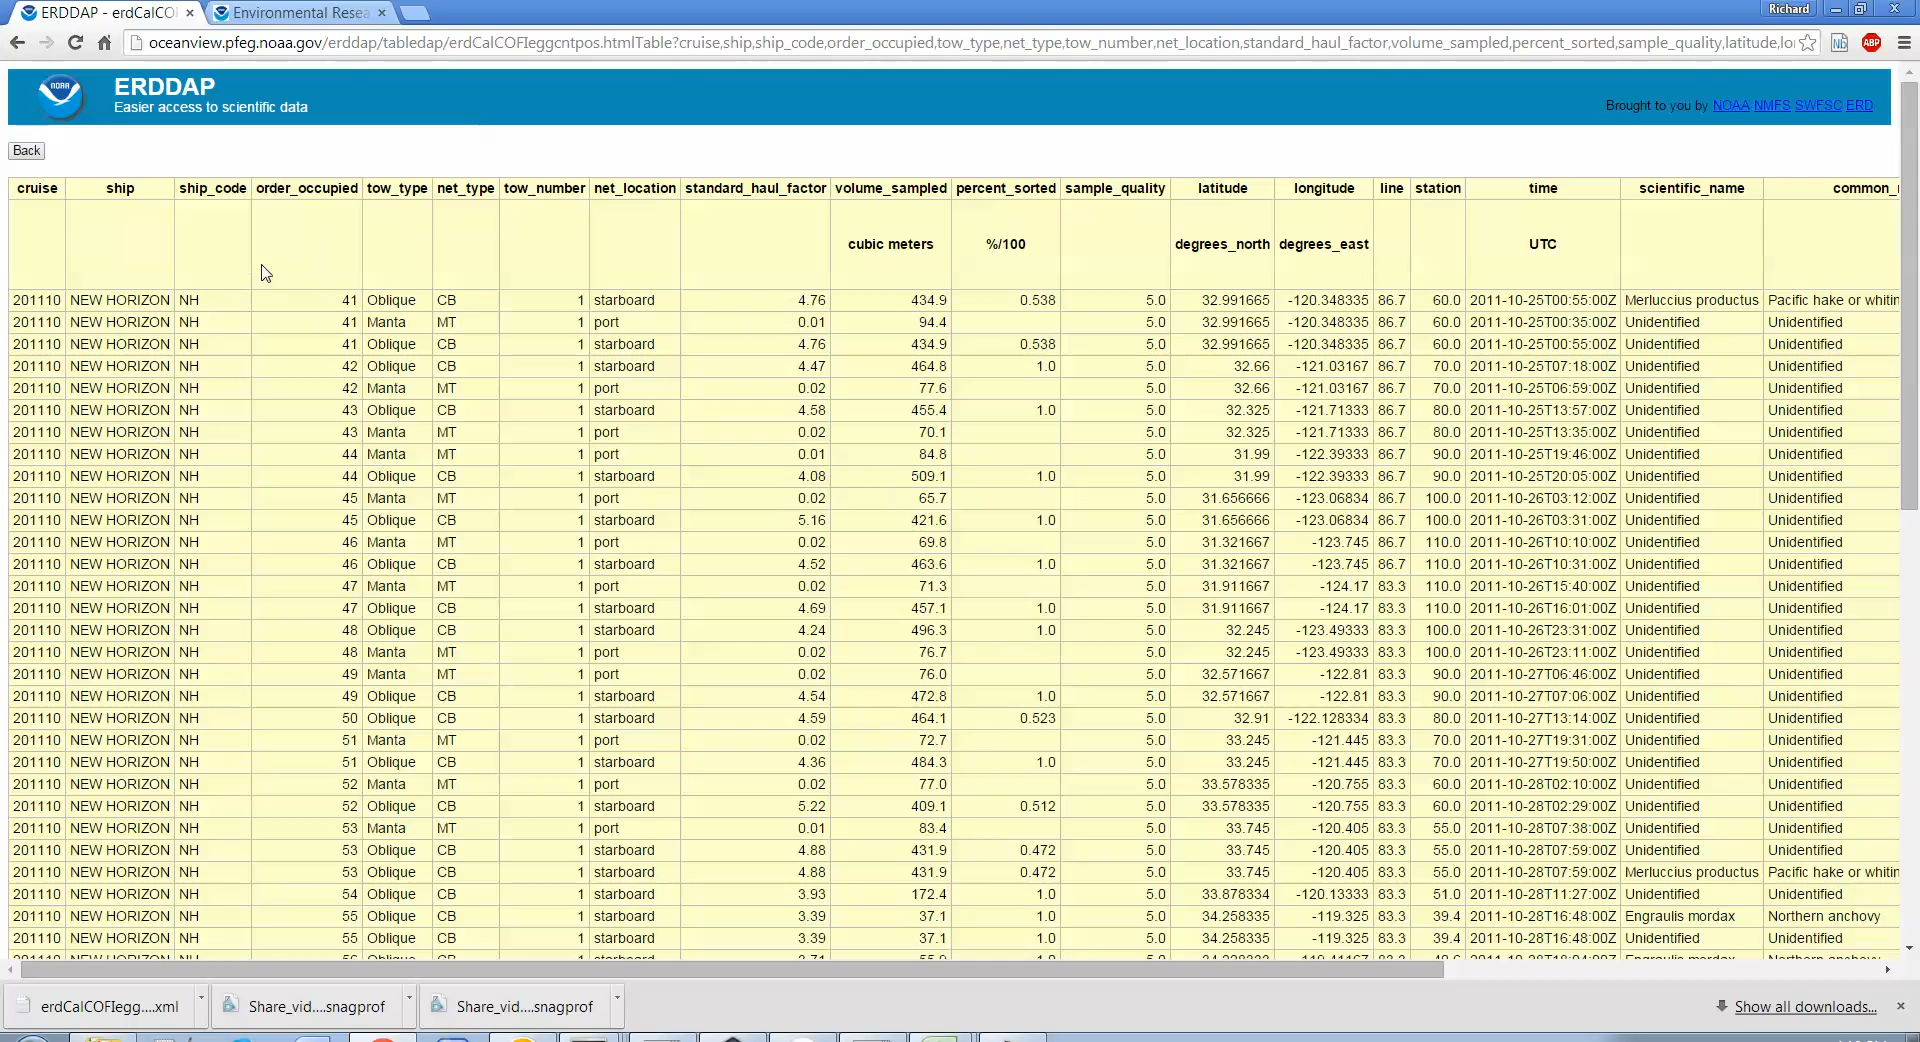 ERDDAP - erdCalCO
Environmental Resea
Richard
oceanview.pfeg.noaa.gov/erddap/tabledap/erdCalCOFIeggcntpos.htmlTable?cruise,ship,ship_code,order_occupied,tow_type,net_type,tow_number,net_location,standard_haul_factor,volume_sampled,percent_sorted,sample_quality,latitude,lo
ABP
NOAA
ERDDAP
Easier access to scientific data
Brought to you by NOAA NMFS SWFSC ERD
Back
cruise ship ship_code order_occupied tow_type net_type tow_number net_location standard_haul_factor volume_sampled percent_sorted sample_quality latitude longitude line station time scientific_name common_
cubic meters %/100 degrees_north degrees_east UTC
201110 NEW HORIZON NH 41 Oblique CB 1 starboard 4.76 434.9 0.538 5.0 32.991665 -120.348335 86.7 60.0 2011-10-25T00:55:00Z Merluccius productus Pacific hake or whitin
201110 NEW HORIZON NH 41 Manta MT 1 port 0.01 94.4 5.0 32.991665 -120.348335 86.7 60.0 2011-10-25T00:35:00Z Unidentified Unidentified
201110 NEW HORIZON NH 41 Oblique CB 1 starboard 4.76 434.9 0.538 5.0 32.991665 -120.348335 86.7 60.0 2011-10-25T00:55:00Z Unidentified Unidentified
201110 NEW HORIZON NH 42 Oblique CB 1 starboard 4.47 464.8 1.0 5.0 32.66 -121.03167 86.7 70.0 2011-10-25T07:18:00Z Unidentified Unidentified
201110 NEW HORIZON NH 42 Manta MT 1 port 0.02 77.6 5.0 32.66 -121.03167 86.7 70.0 2011-10-25T06:59:00Z Unidentified Unidentified
201110 NEW HORIZON NH 43 Oblique CB 1 starboard 4.58 455.4 1.0 5.0 32.325 -121.71333 86.7 80.0 2011-10-25T13:57:00Z Unidentified Unidentified
201110 NEW HORIZON NH 43 Manta MT 1 port 0.02 70.1 5.0 32.325 -121.71333 86.7 80.0 2011-10-25T13:35:00Z Unidentified Unidentified
201110 NEW HORIZON NH 44 Manta MT 1 port 0.01 84.8 5.0 31.99 -122.39333 86.7 90.0 2011-10-25T19:46:00Z Unidentified Unidentified
201110 NEW HORIZON NH 44 Oblique CB 1 starboard 4.08 509.1 1.0 5.0 31.99 -122.39333 86.7 90.0 2011-10-25T20:05:00Z Unidentified Unidentified
201110 NEW HORIZON NH 45 Manta MT 1 port 0.02 65.7 5.0 31.656666 -123.06834 86.7 100.0 2011-10-26T03:12:00Z Unidentified Unidentified
201110 NEW HORIZON NH 45 Oblique CB 1 starboard 5.16 421.6 1.0 5.0 31.656666 -123.06834 86.7 100.0 2011-10-26T03:31:00Z Unidentified Unidentified
201110 NEW HORIZON NH 46 Manta MT 1 port 0.02 69.8 5.0 31.321667 -123.745 86.7 110.0 2011-10-26T10:10:00Z Unidentified Unidentified
201110 NEW HORIZON NH 46 Oblique CB 1 starboard 4.52 463.6 1.0 5.0 31.321667 -123.745 86.7 110.0 2011-10-26T10:31:00Z Unidentified Unidentified
201110 NEW HORIZON NH 47 Manta MT 1 port 0.02 71.3 5.0 31.911667 -124.17 83.3 110.0 2011-10-26T15:40:00Z Unidentified Unidentified
201110 NEW HORIZON NH 47 Oblique CB 1 starboard 4.69 457.1 1.0 5.0 31.911667 -124.17 83.3 110.0 2011-10-26T16:01:00Z Unidentified Unidentified
201110 NEW HORIZON NH 48 Oblique CB 1 starboard 4.24 496.3 1.0 5.0 32.245 -123.49333 83.3 100.0 2011-10-26T23:31:00Z Unidentified Unidentified
201110 NEW HORIZON NH 48 Manta MT 1 port 0.02 76.7 5.0 32.245 -123.49333 83.3 100.0 2011-10-26T23:11:00Z Unidentified Unidentified
201110 NEW HORIZON NH 49 Manta MT 1 port 0.02 76.0 5.0 32.571667 -122.81 83.3 90.0 2011-10-27T06:46:00Z Unidentified Unidentified
201110 NEW HORIZON NH 49 Oblique CB 1 starboard 4.54 472.8 1.0 5.0 32.571667 -122.81 83.3 90.0 2011-10-27T07:06:00Z Unidentified Unidentified
201110 NEW HORIZON NH 50 Oblique CB 1 starboard 4.59 464.1 0.523 5.0 32.91 -122.128334 83.3 80.0 2011-10-27T13:14:00Z Unidentified Unidentified
201110 NEW HORIZON NH 51 Manta MT 1 port 0.02 72.7 5.0 33.245 -121.445 83.3 70.0 2011-10-27T19:31:00Z Unidentified Unidentified
201110 NEW HORIZON NH 51 Oblique CB 1 starboard 4.36 484.3 1.0 5.0 33.245 -121.445 83.3 70.0 2011-10-27T19:50:00Z Unidentified Unidentified
201110 NEW HORIZON NH 52 Manta MT 1 port 0.02 77.0 5.0 33.578335 -120.755 83.3 60.0 2011-10-28T02:10:00Z Unidentified Unidentified
201110 NEW HORIZON NH 52 Oblique CB 1 starboard 5.22 409.1 0.512 5.0 33.578335 -120.755 83.3 60.0 2011-10-28T02:29:00Z Unidentified Unidentified
201110 NEW HORIZON NH 53 Manta MT 1 port 0.01 83.4 5.0 33.745 -120.405 83.3 55.0 2011-10-28T07:38:00Z Unidentified Unidentified
201110 NEW HORIZON NH 53 Oblique CB 1 starboard 4.88 431.9 0.472 5.0 33.745 -120.405 83.3 55.0 2011-10-28T07:59:00Z Unidentified Unidentified
201110 NEW HORIZON NH 53 Oblique CB 1 starboard 4.88 431.9 0.472 5.0 33.745 -120.405 83.3 55.0 2011-10-28T07:59:00Z Merluccius productus Pacific hake or whitin
201110 NEW HORIZON NH 54 Oblique CB 1 starboard 3.93 172.4 1.0 5.0 33.878334 -120.13333 83.3 51.0 2011-10-28T11:27:00Z Unidentified Unidentified
201110 NEW HORIZON NH 55 Oblique CB 1 starboard 3.39 37.1 1.0 5.0 34.258335 -119.325 83.3 39.4 2011-10-28T16:48:00Z Engraulis mordax Northern anchovy
201110 NEW HORIZON NH 55 Oblique CB 1 starboard 3.39 37.1 1.0 5.0 34.258335 -119.325 83.3 39.4 2011-10-28T16:48:00Z Unidentified Unidentified
erdCalCOFIegg....xml
Share_vid....snagprof
Share_vid....snagprof
Show all downloads...